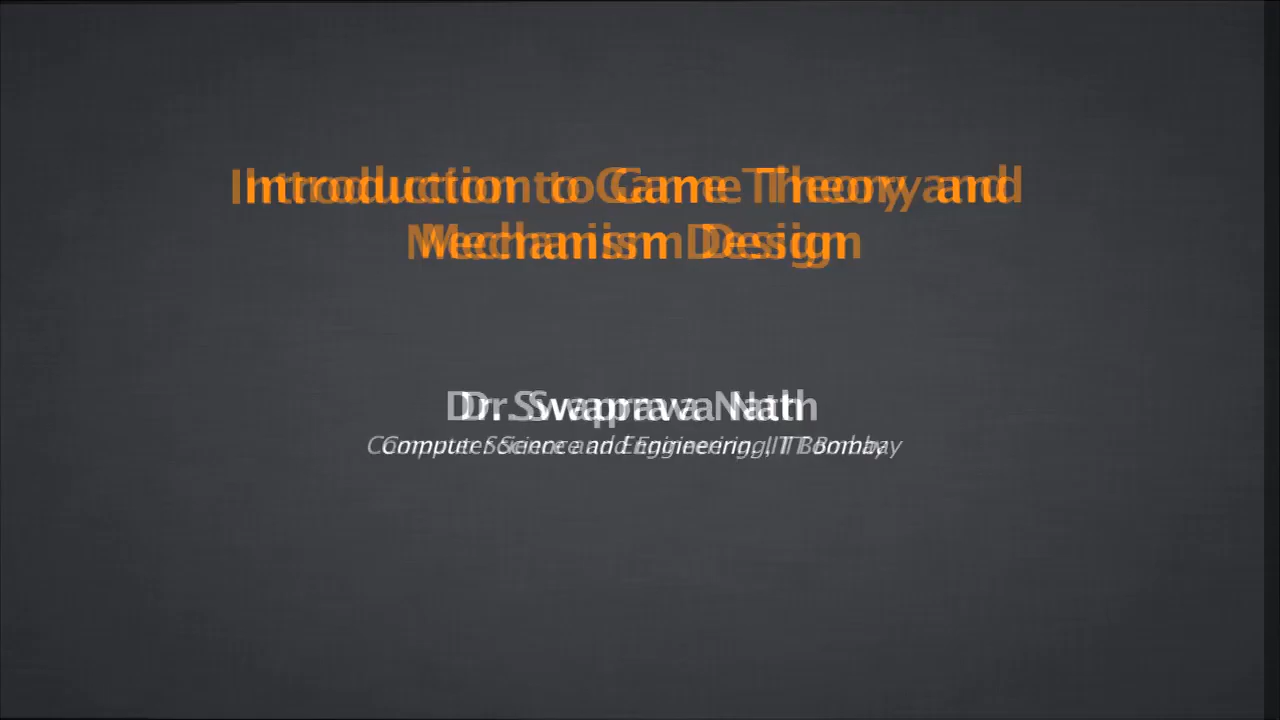 Introduction to Game Theory and
Mechanism Design
Dr. Swaprava Nath
Computer Science and Engineering, IIT Bombay